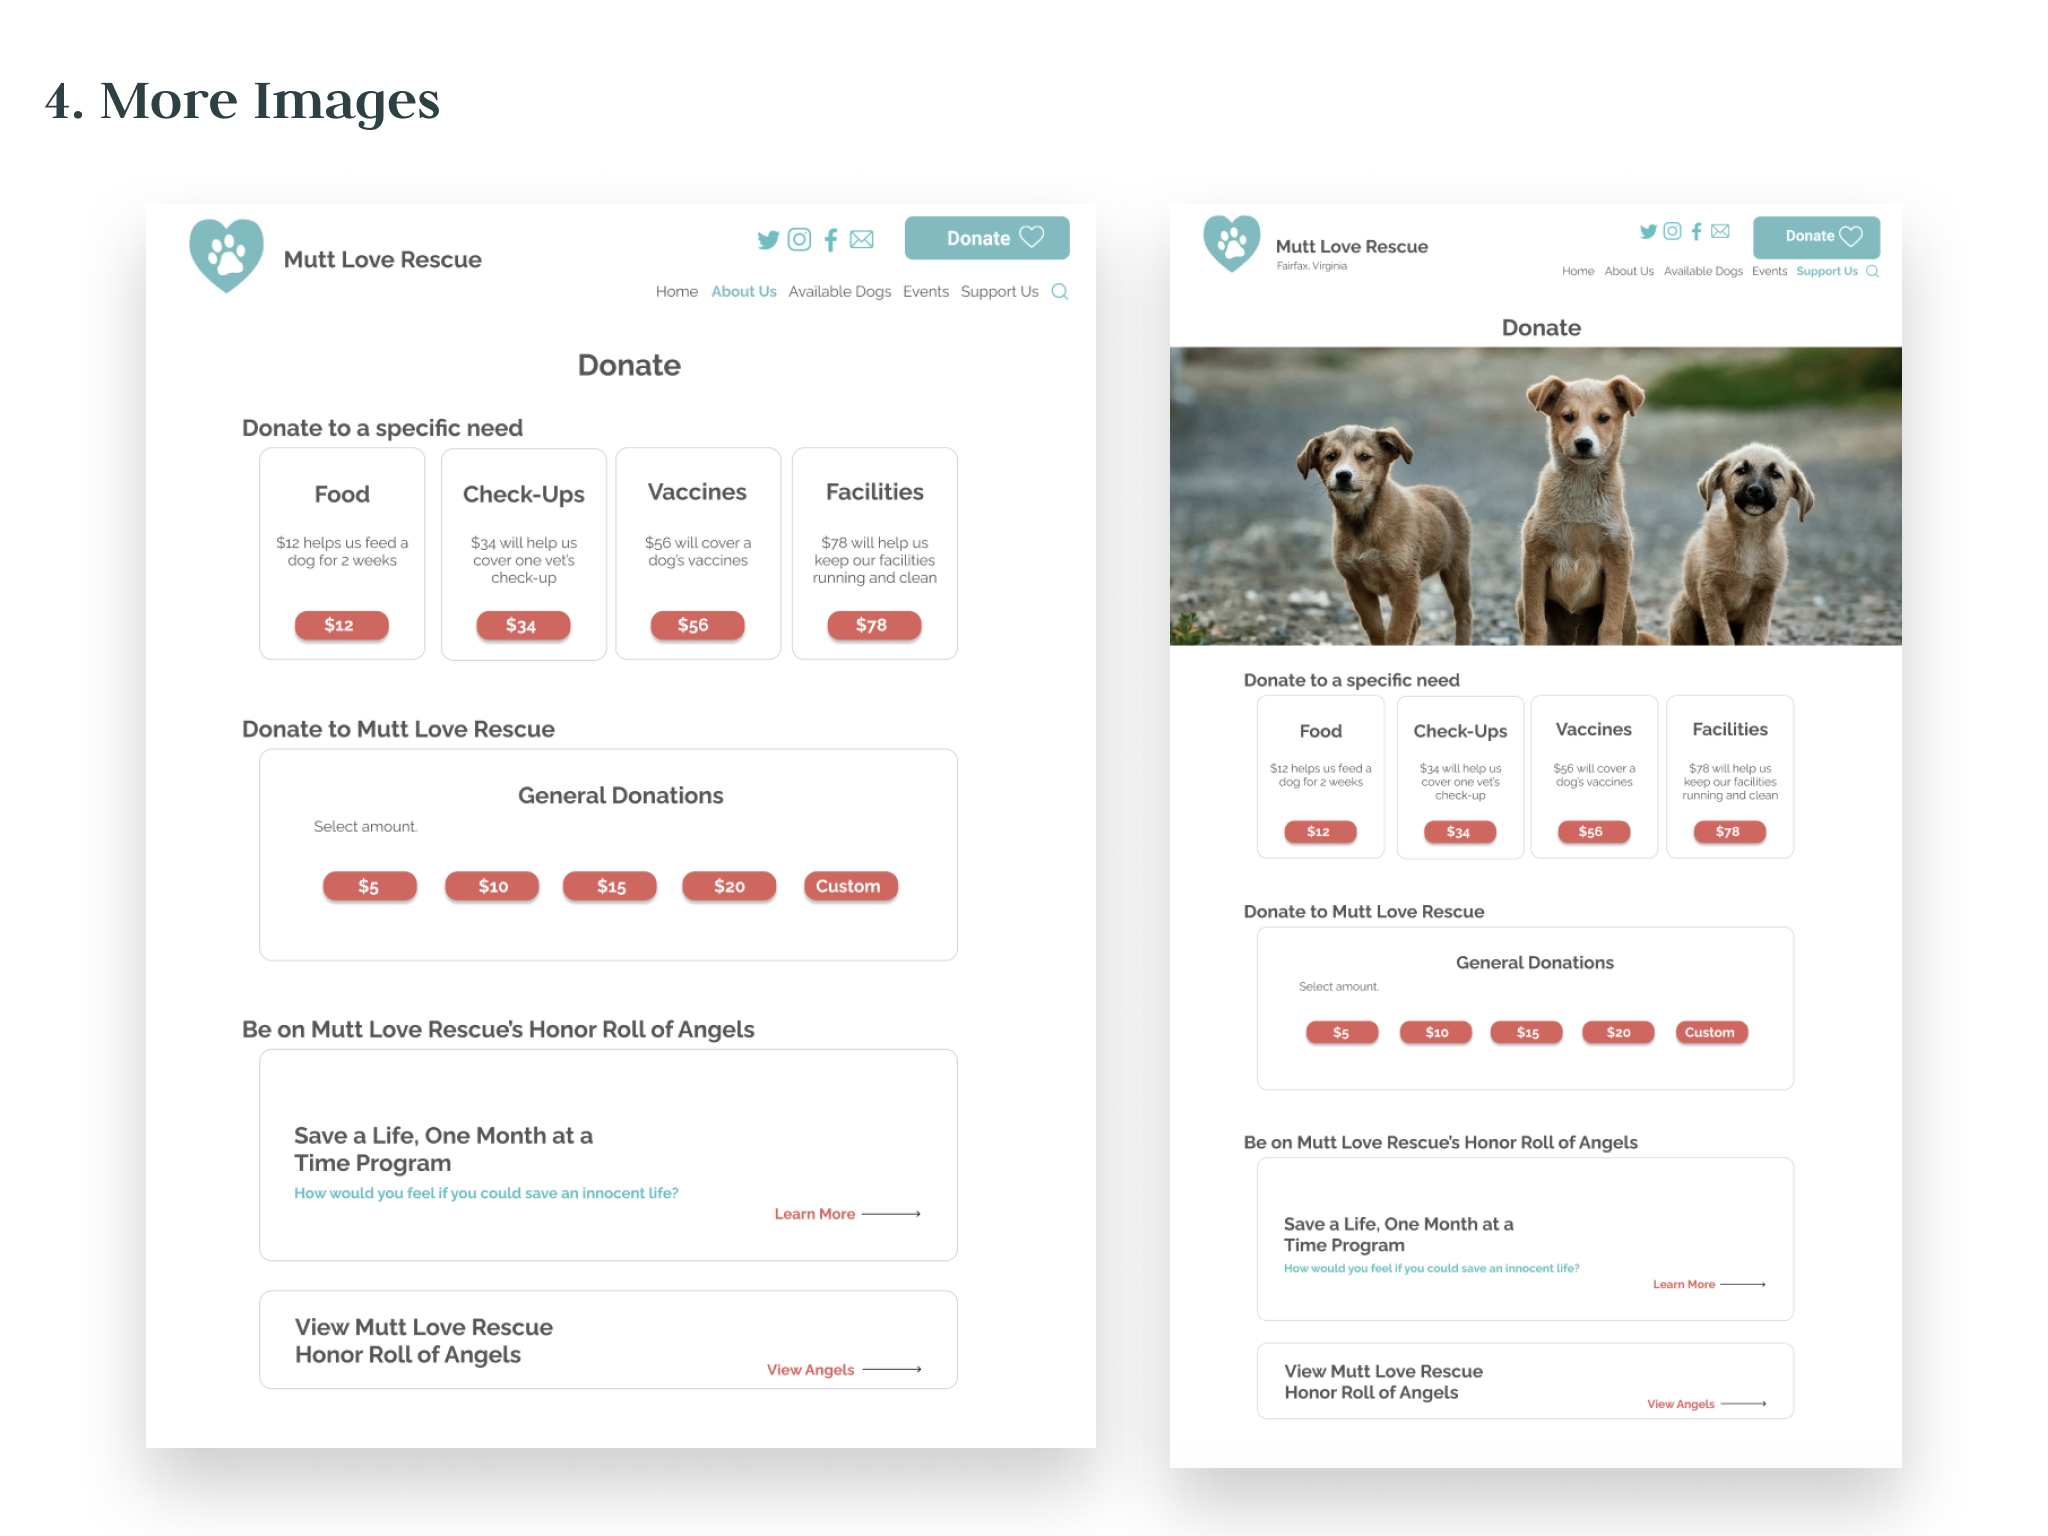 4. More Images
Mutt Love Rescue
Donate
Home About Us Available Dogs Events Support Us
Donate
Donate to a specific need
Food
$12 helps us feed a
dog for 2 weeks
$12
Check-Ups
$34 will help us
cover one vet's
check-up
$34
Vaccines
$56 will cover a
dog's vaccines
$56
Facilities
$78 will help us
keep our facilities
running and clean
$78
Donate to Mutt Love Rescue
General Donations
Select amount.
$5 $10 $15 $20 Custom
Be on Mutt Love Rescue's Honor Roll of Angels
Save a Life, One Month at a
Time Program
How would you feel if you could save an innocent life?
Learn More
View Mutt Love Rescue
Honor Roll of Angels
View Angels
Mutt Love Rescue
Fairfax, Virginia
Donate
Home About Us Available Dogs Events Support Us
Donate
Donate to a specific need
Food
$12 helps us feed a
dog for 2 weeks
$12
Check-Ups
$34 will help us
cover one vet's
check-up
$34
Vaccines
$56 will cover a
dog's vaccines
$56
Facilities
$78 will help us
keep our facilities
running and clean
$78
Donate to Mutt Love Rescue
General Donations
Select amount.
$5 $10 $15 $20 Custom
Be on Mutt Love Rescue's Honor Roll of Angels
Save a Life, One Month at a
Time Program
How would you feel if you could save an innocent life?
Learn More
View Mutt Love Rescue
Honor Roll of Angels
View Angels